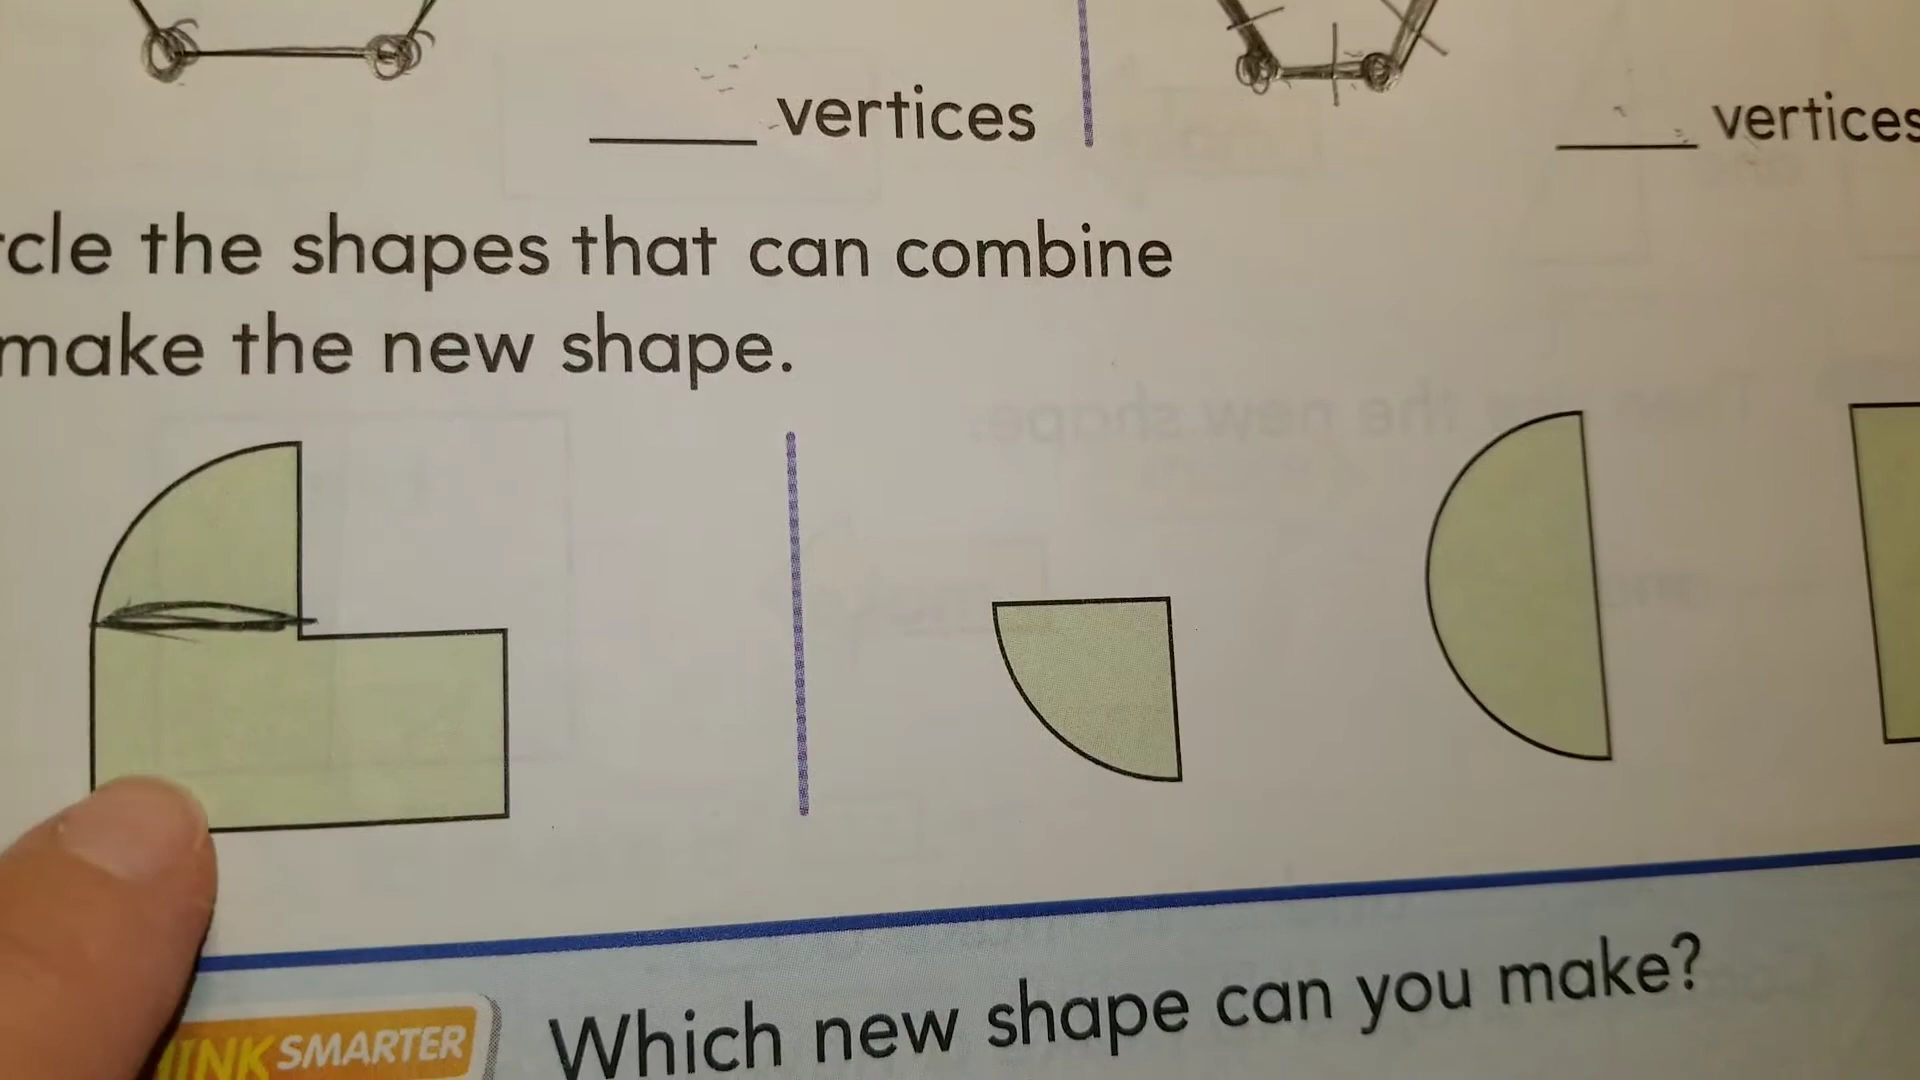 vertices
vertices
cle the shapes that can combine
make the new shape.
INK SMARTER
Which new shape can you make?